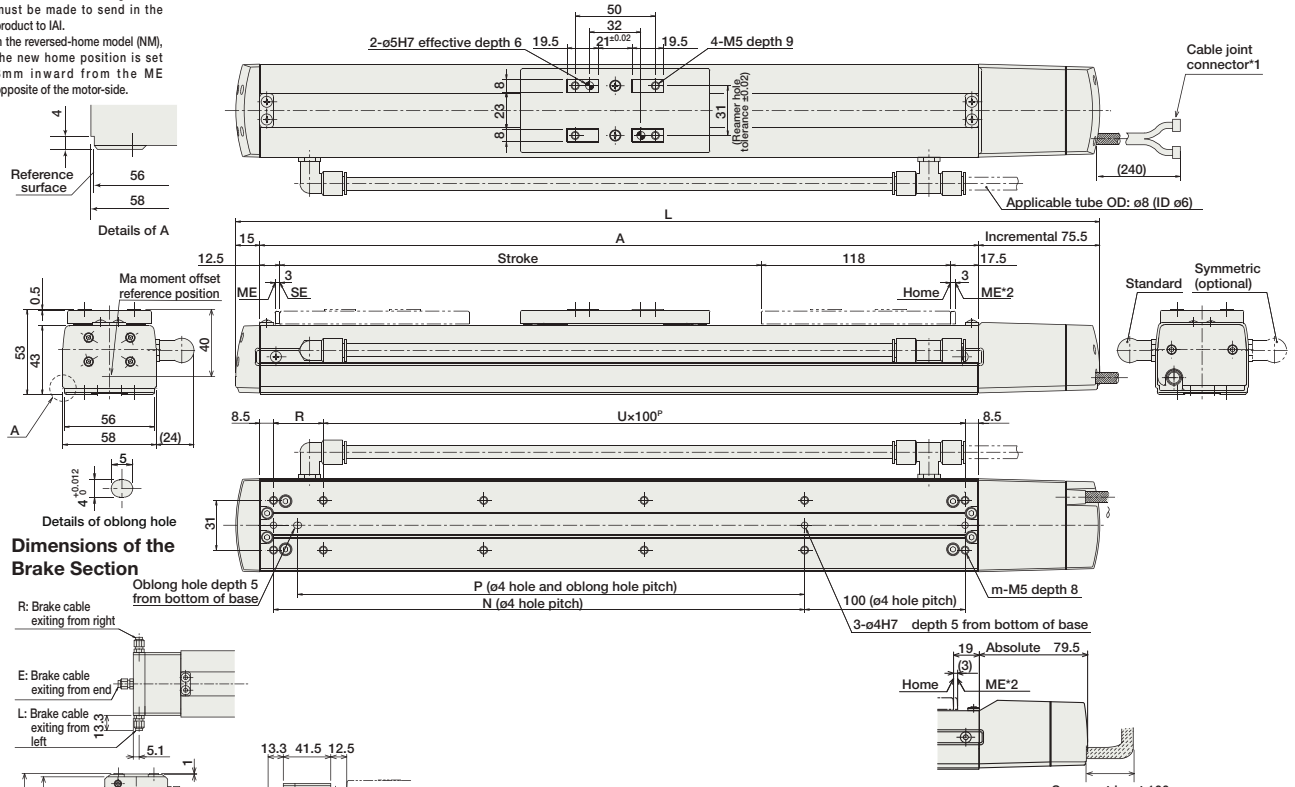 must be made to send in the
product to IAI.
the reversed-home model (NM),
he new home position is set
mm inward from the ME
opposite of the motor-side.
4
Reference
surface
56
58
Details of A
50
32
2-ø5H7 effective depth 6
19.5
21±0.02
19.5
4-M5 depth 9
8
23
8
31
(Reamer hole
tolerance ±0.02)
Cable joint
connector*1
(240)
Applicable tube OD: ø8 (ID ø6)
L
15
A
Incremental 75.5
12.5
Stroke
118
17.5
3
ME
SE
3
Home
ME*2
Ma moment offset
reference position
0.5
53
43
40
A
56
58
(24)
Standard
Symmetric
(optional)
8.5
R
U×100P
8.5
5
4 +0.012 0
Details of oblong hole
31
Dimensions of the
Brake Section
Oblong hole depth 5
from bottom of base
P (ø4 hole and oblong hole pitch)
N (ø4 hole pitch)
100 (ø4 hole pitch)
m-M5 depth 8
3-ø4H7 depth 5 from bottom of base
R: Brake cable
exiting from right
E: Brake cable
exiting from end
L: Brake cable
exiting from
left
13.3
5.1
1
13.3
41.5
12.5
19
Absolute 79.5
(3)
Home
ME*2